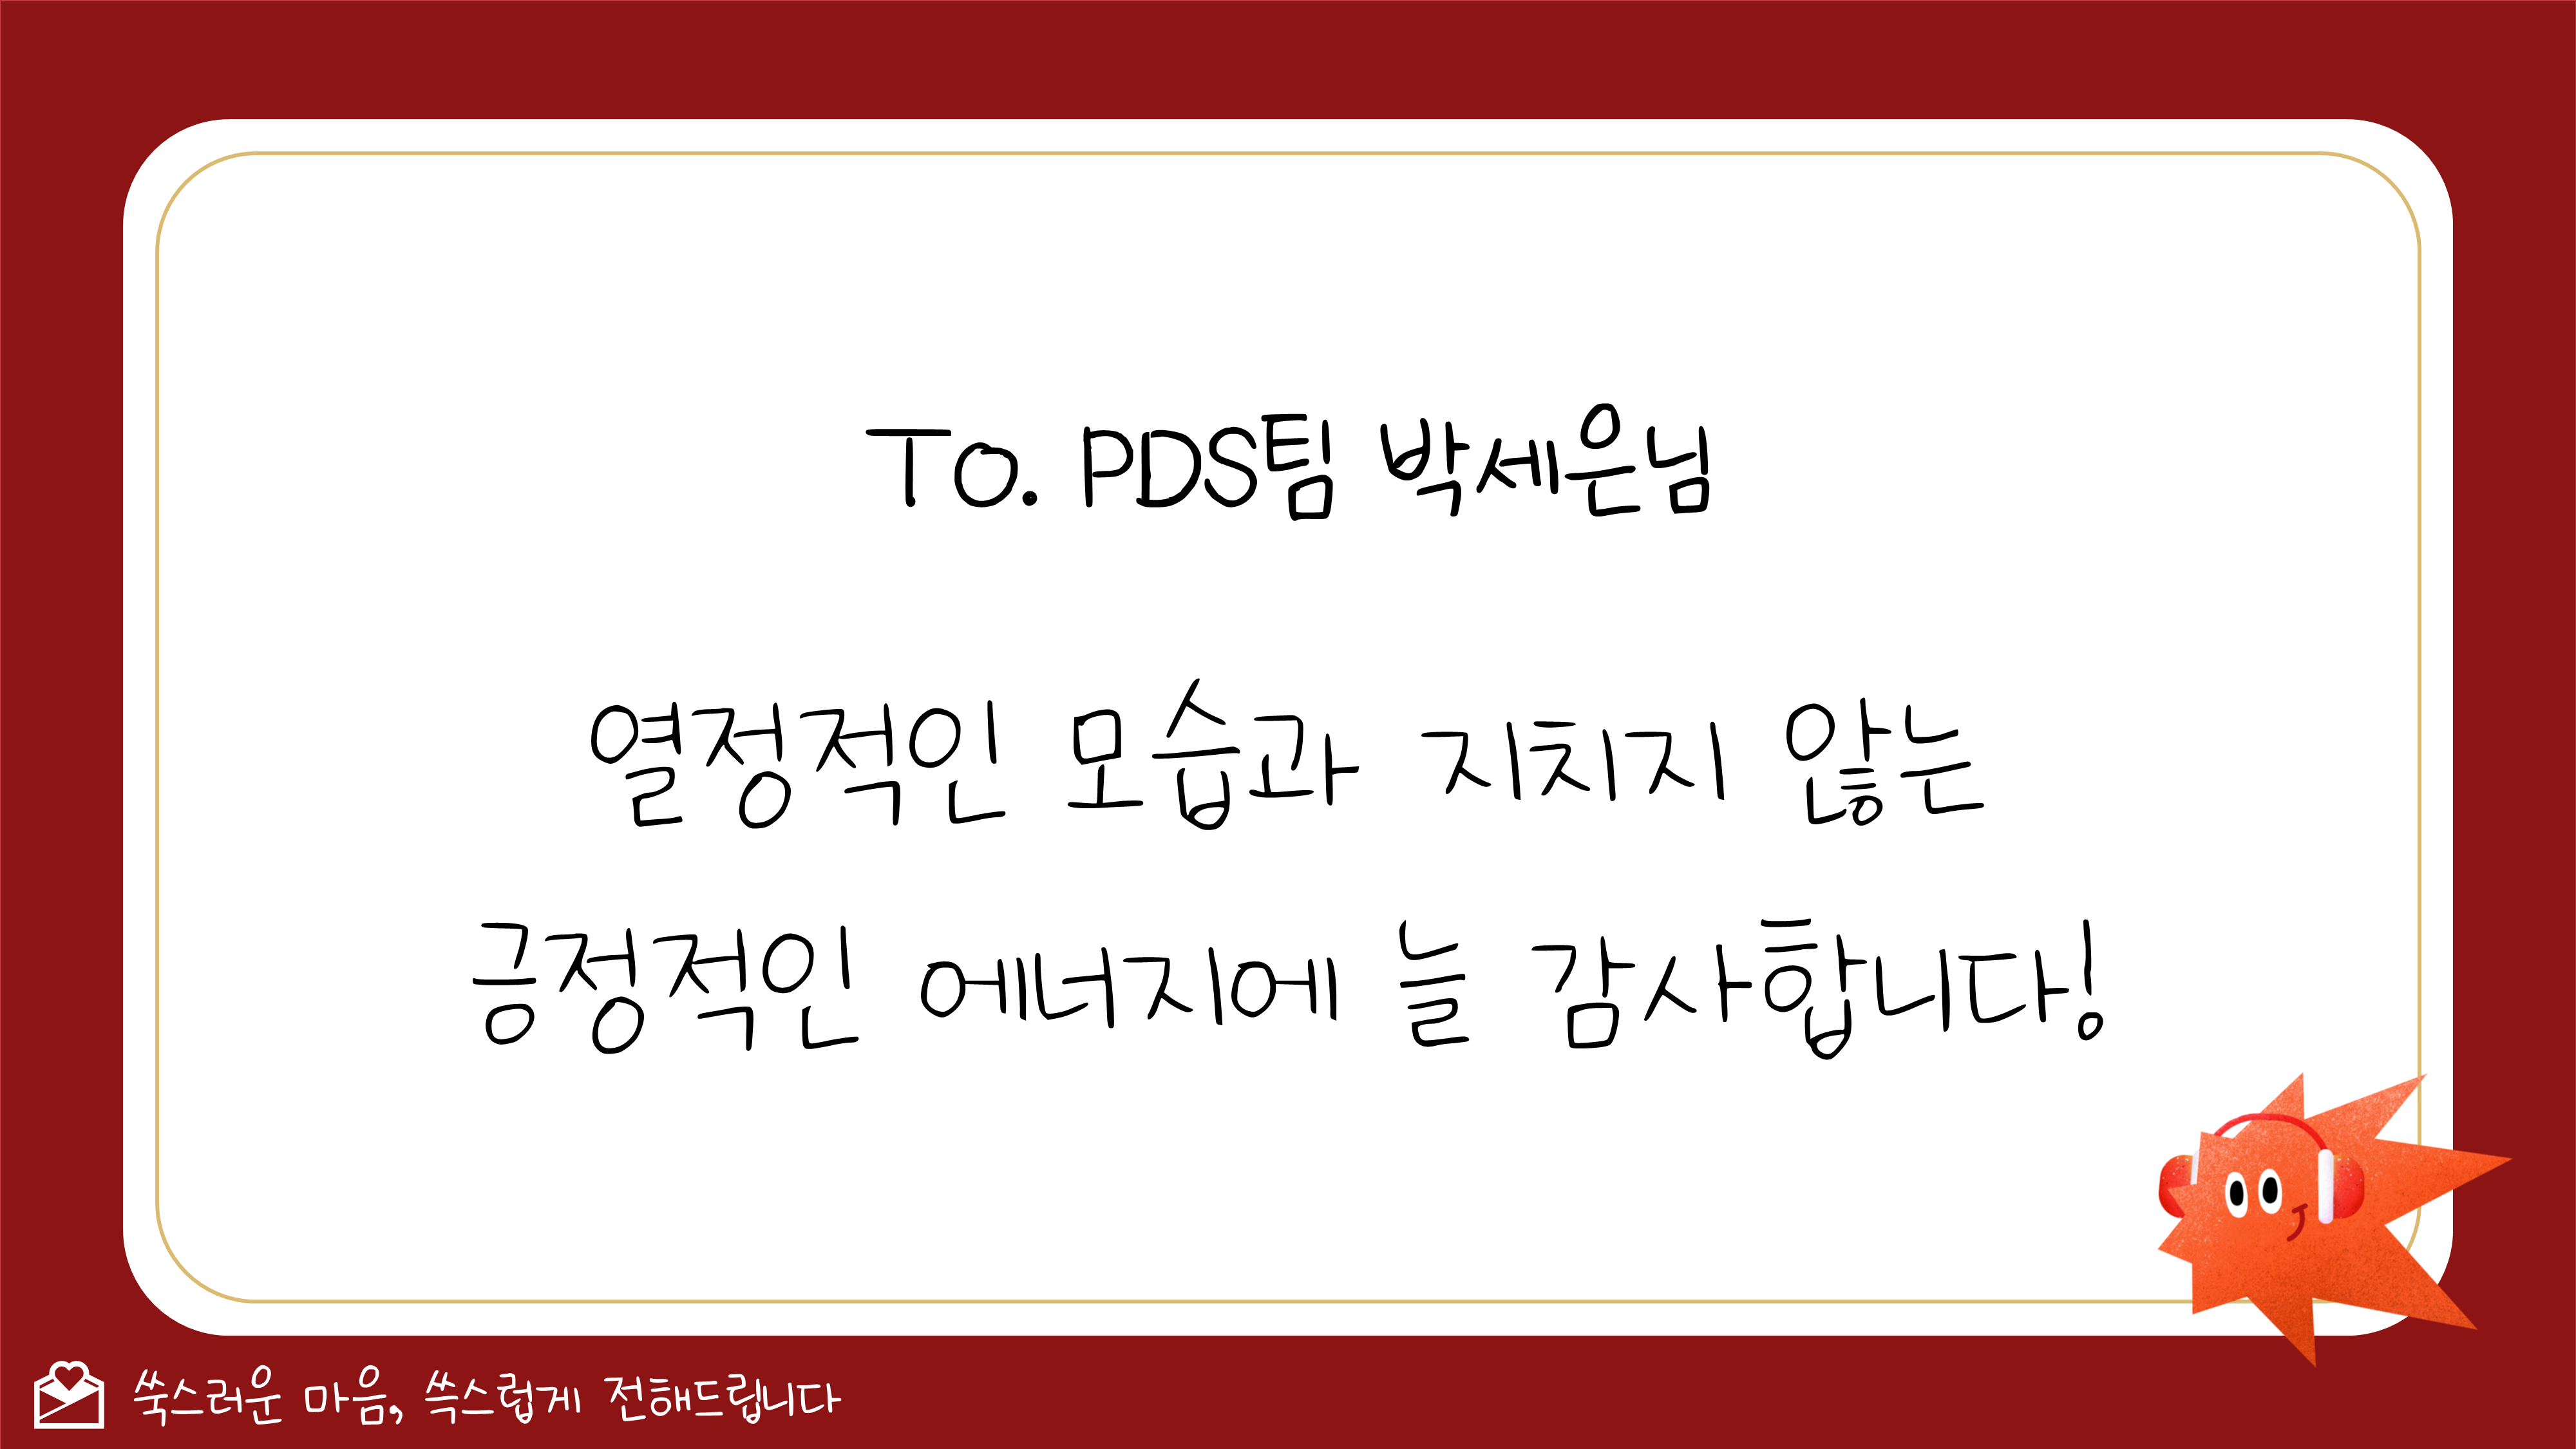 To. PDS팀 박세은님
열정적인 모습과 지치지 않는
긍정적인 에너지에 늘 감사합니다!
쑥스러운 마음, 쓱스럽게 전해드립니다